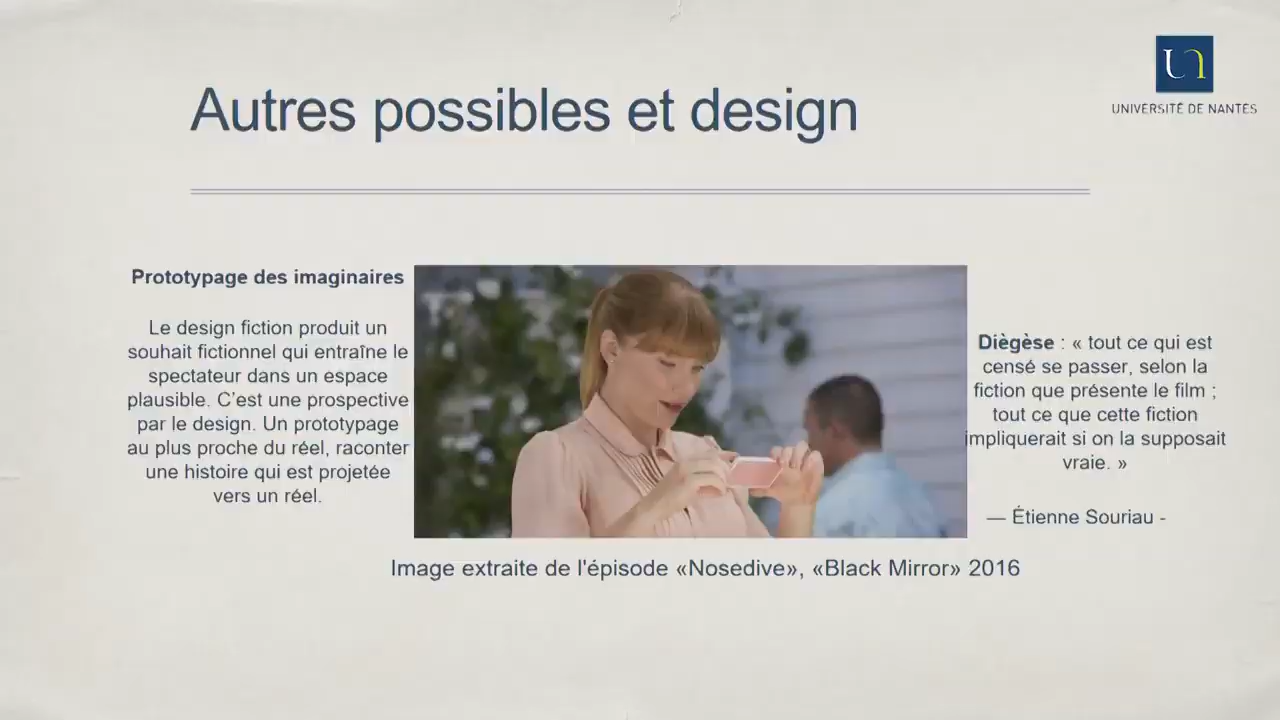 UNIVERSITÉ DE NANTES
Autres possibles et design
Prototypage des imaginaires
Le design fiction produit un
souhait fictionnel qui entraîne le
spectateur dans un espace
plausible. C'est une prospective
par le design. Un prototypage
au plus proche du réel, raconter
une histoire qui est projetée
vers un réel.
Diègèse : « tout ce qui est
censé se passer, selon la
fiction que présente le film ;
tout ce que cette fiction
impliquerait si on la supposait
vraie. »
— Étienne Souriau -
Image extraite de l'épisode «Nosedive», «Black Mirror» 2016